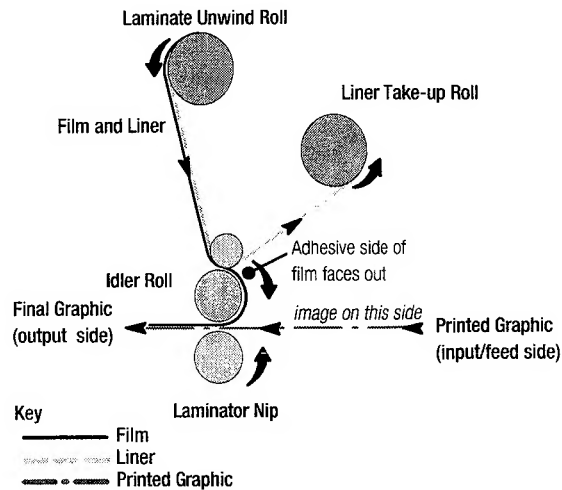 Laminate Unwind Roll
Liner Take-up Roll
Film and Liner
Adhesive side of
film faces out
Idler Roll
Final Graphic
(output side)
image on this side
Printed Graphic
(input/feed side)
Laminator Nip
Key
Film
Liner
Printed Graphic